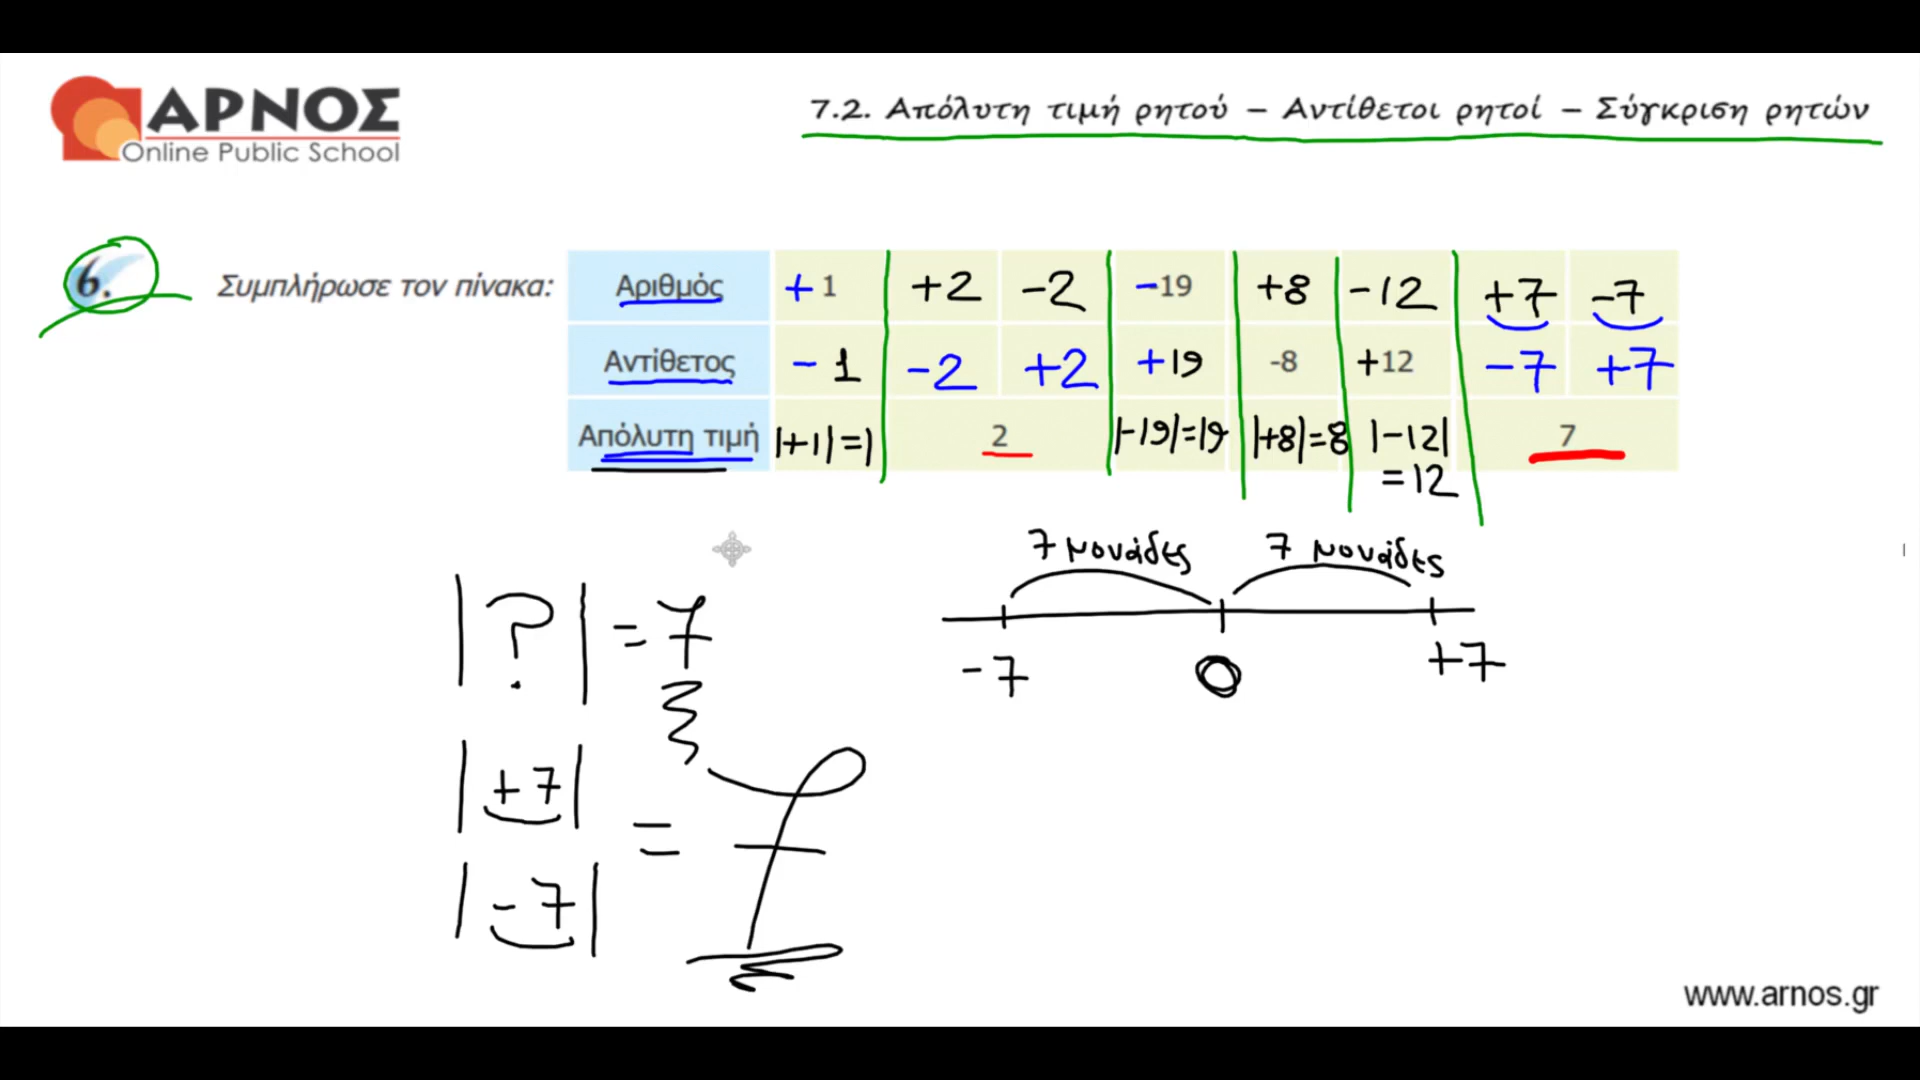 ΑΡΝΟΣ
Online Public School
7.2. Απόλυτη τιμή ρητού – Αντίθετοι ρητοί – Σύγκριση ρητών
6. Συμπλήρωσε τον πίνακα:
Αριθμός + 1 +2 -2 -19 +8 -12 +7 -7
Αντίθετος - 1 -2 +2 +19 -8 +12 -7 +7
Απόλυτη τιμή |+1|=1 2 |-19|=19 |+8|=8 |-12| =12 7
7 μονάδες 7 μονάδες
-7 0 +7
|?| = 7
|+7|
= 7
|-7|
www.arnos.gr